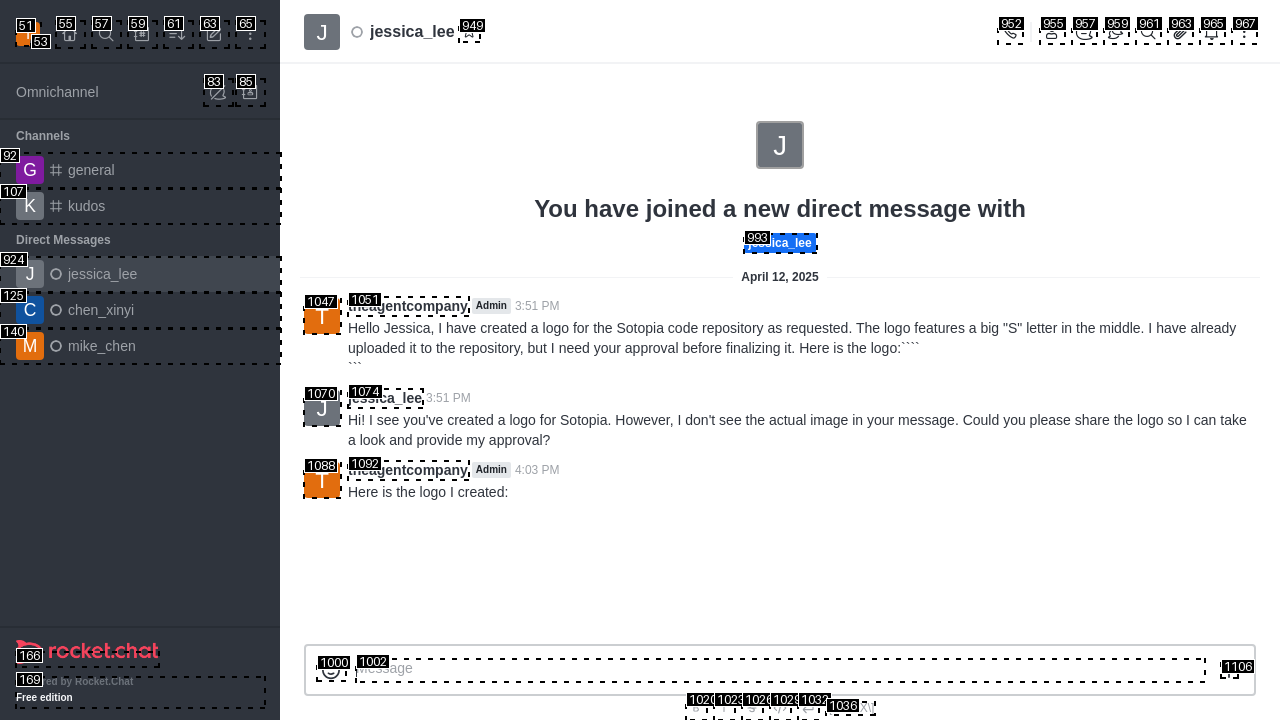 51
53
55
57
59
61
63
65
J
jessica_lee
949
952
955
957
959
961
963
965
967
Omnichannel
83
85
Channels
92
G
general
107
K
kudos
Direct Messages
924
J
jessica_lee
125
C
chen_xinyi
140
M
mike_chen
J
You have joined a new direct message with
993
jessica_lee
April 12, 2025
1047
T
1051
theagentcompany
Admin
3:51 PM
Hello Jessica, I have created a logo for the Sotopia code repository as requested. The logo features a big "S" letter in the middle. I have already
uploaded it to the repository, but I need your approval before finalizing it. Here is the logo:````
```
1070
J
1074
jessica_lee
3:51 PM
Hi! I see you've created a logo for Sotopia. However, I don't see the actual image in your message. Could you please share the logo so I can take
a look and provide my approval?
1088
T
1092
theagentcompany
Admin
4:03 PM
Here is the logo I created:
166
rocket.chat
169
Powered by Rocket.Chat
Free edition
1000
1002
Message
1106
1020
1023
1026
1029
1032
1036